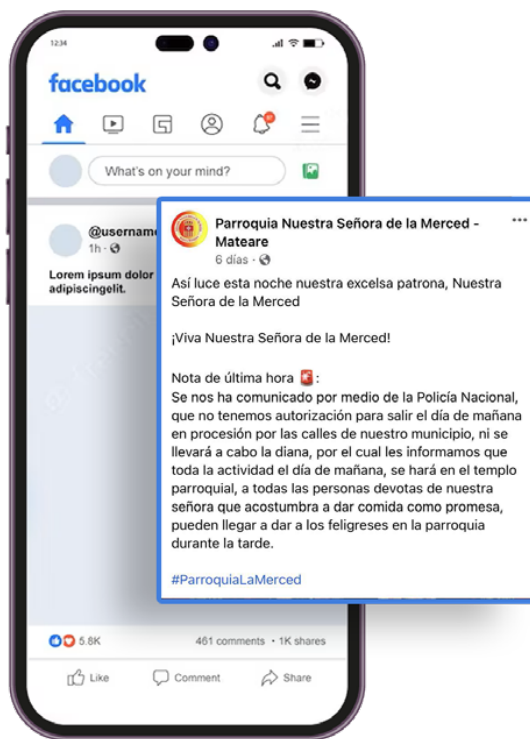 12:34
facebook
What's on your mind?
@username
1h
Lorem ipsum dolor
adipiscingelit.
Parroquia Nuestra Señora de la Merced -
Mateare
6 días
Así luce esta noche nuestra excelsa patrona, Nuestra
Señora de la Merced
¡Viva Nuestra Señora de la Merced!
Nota de última hora 🚨:
Se nos ha comunicado por medio de la Policía Nacional,
que no tenemos autorización para salir el día de mañana
en procesión por las calles de nuestro municipio, ni se
llevará a cabo la diana, por el cual les informamos que
toda la actividad el día de mañana, se hará en el templo
parroquial, a todas las personas devotas de nuestra
señora que acostumbra a dar comida como promesa,
pueden llegar a dar a los feligreses en la parroquia
durante la tarde.
#ParroquiaLaMerced
5.8K
461 comments • 1K shares
Like
Comment
Share